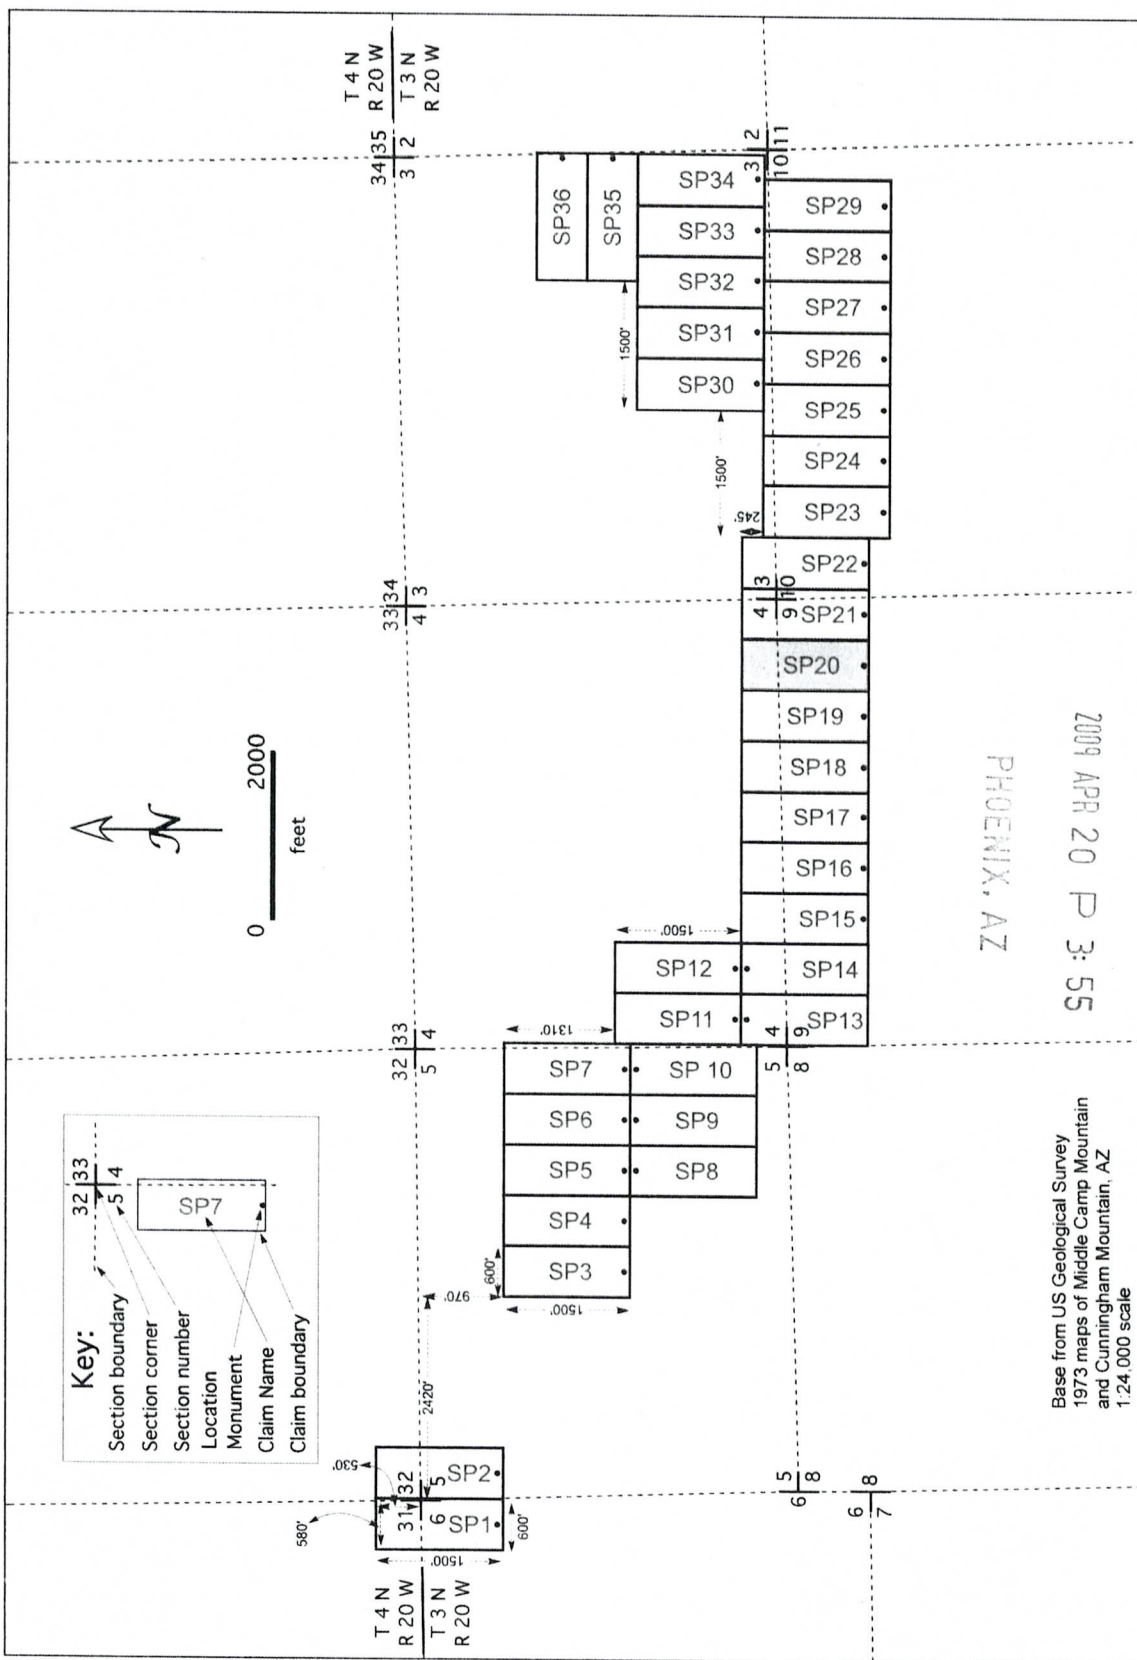 T 4 N
R 20 W
T 3 N
R 20 W
34 35
3 2
33 34
4 3
32 33
5 4
31 32
6 5
T 4 N
R 20 W
T 3 N
R 20 W
N
0 2000
feet
Key:
Section boundary
Section corner
Section number
Location
Monument
Claim Name
Claim boundary
32 33
5 4
SP7
580'
530'
1500'
600'
SP1
SP2
2420'
970'
600'
1500'
SP3
SP4
SP5
SP6
SP7
1310'
SP8
SP9
SP 10
SP11
SP12
1500'
SP13
SP14
SP15
SP16
SP17
SP18
SP19
SP20
SP21
SP22
245'
SP23
SP24
SP25
SP26
SP27
SP28
SP29
1500'
1500'
SP30
SP31
SP32
SP33
SP34
SP35
SP36
3 2
10 11
4 3
9 10
5 4
8 9
5
6 8
6 8
7
PHOENIX, AZ
2009 APR 20 P 3:55
Base from US Geological Survey
1973 maps of Middle Camp Mountain
and Cunningham Mountain, AZ
1:24,000 scale